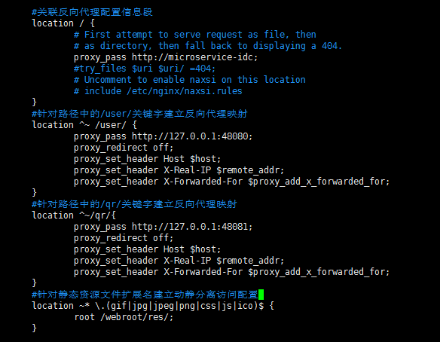 #关联反向代理配置信息段
location / {
# First attempt to serve request as file, then
# as directory, then fall back to displaying a 404.
proxy_pass http://microservice-idc;
#try_files $uri $uri/ =404;
# Uncomment to enable naxsi on this location
# include /etc/nginx/naxsi.rules
}
#针对路径中的/user/关键字建立反向代理映射
location ^~ /user/ {
proxy_pass http://127.0.0.1:48080;
proxy_redirect off;
proxy_set_header Host $host;
proxy_set_header X-Real-IP $remote_addr;
proxy_set_header X-Forwarded-For $proxy_add_x_forwarded_for;
}
#针对路径中的/qr/关键字建立反向代理映射
location ^~/qr/{
proxy_pass http://127.0.0.1:48081;
proxy_redirect off;
proxy_set_header Host $host;
proxy_set_header X-Real-IP $remote_addr;
proxy_set_header X-Forwarded-For $proxy_add_x_forwarded_for;
}
#针对静态资源文件扩展名建立动静分离访问配置
location ~* \.(gif|jpg|jpeg|png|css|js|ico)$ {
root /webroot/res/;
}